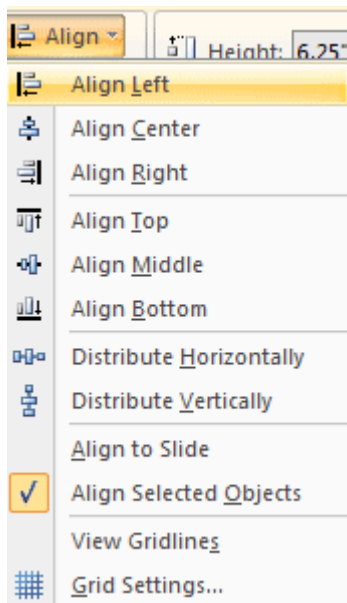 Align
Height: 6.25"
Align Left
Align Center
Align Right
Align Top
Align Middle
Align Bottom
Distribute Horizontally
Distribute Vertically
Align to Slide
Align Selected Objects
View Gridlines
Grid Settings...